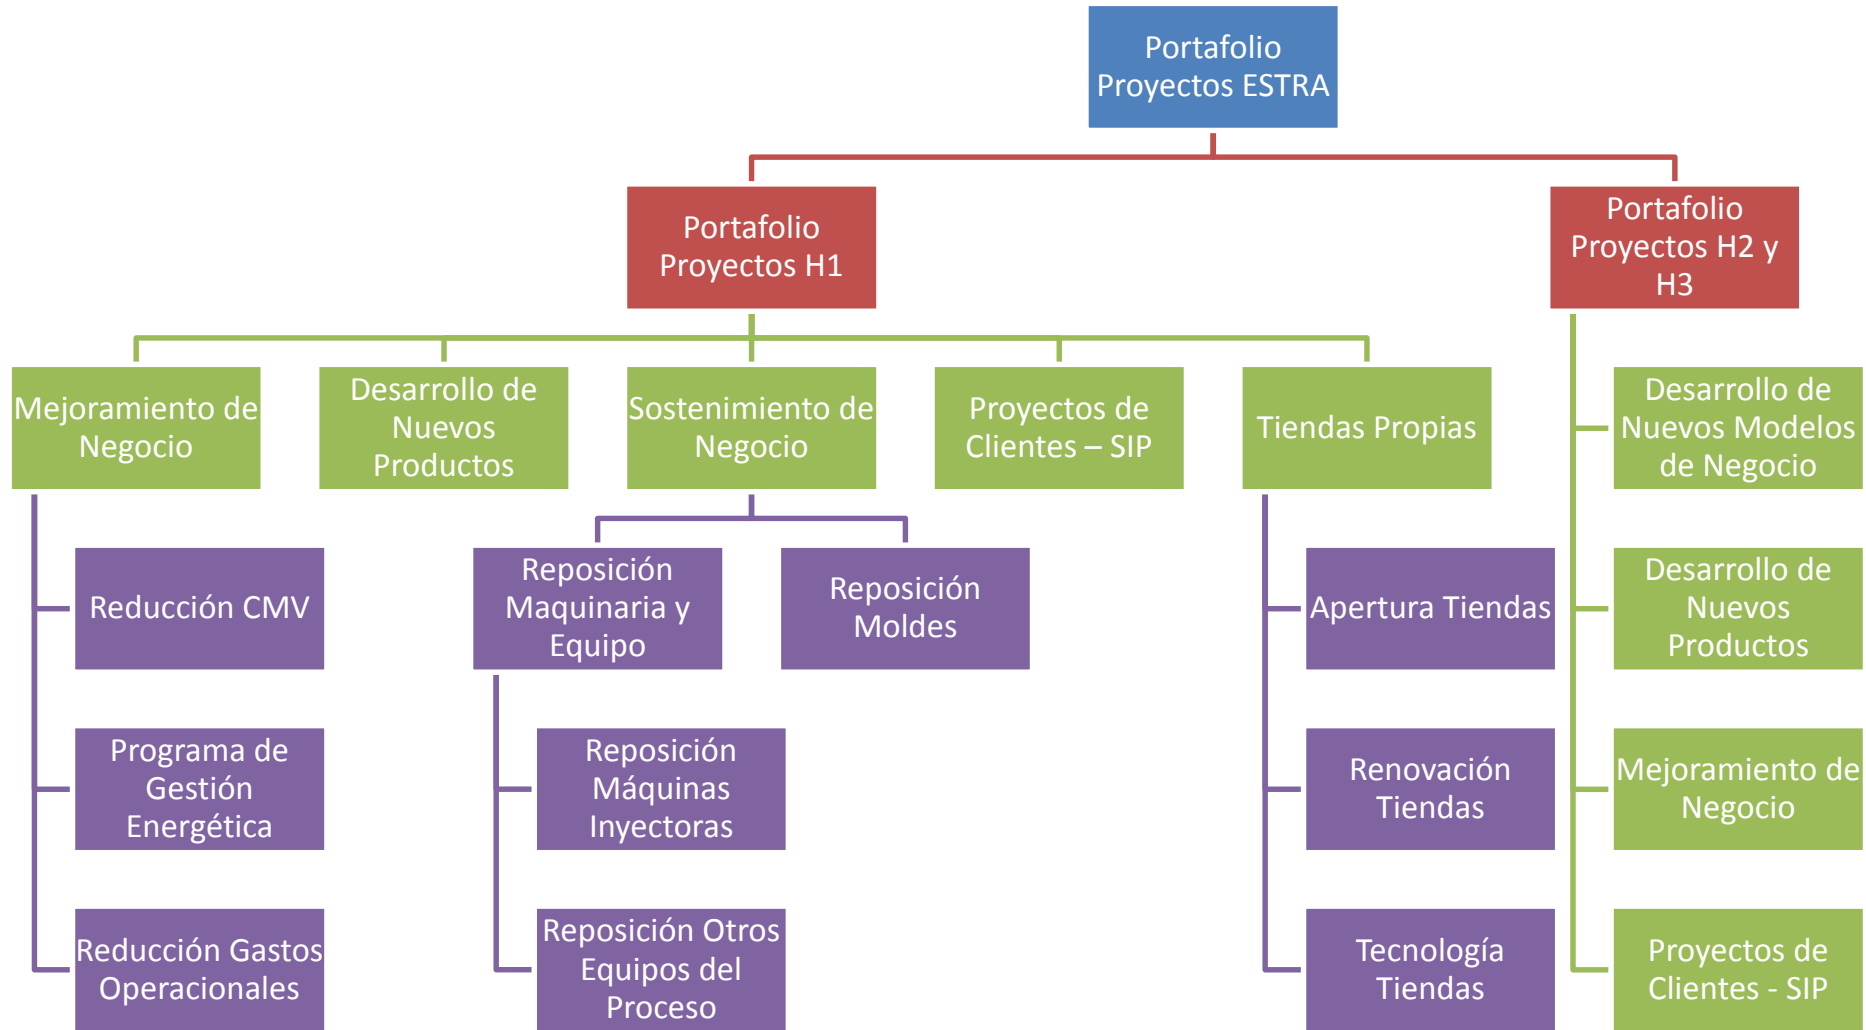 Portafolio
Proyectos ESTRA
Portafolio
Proyectos H1
Portafolio
Proyectos H2 y
H3
Mejoramiento de
Negocio
Desarrollo de
Nuevos
Productos
Sostenimiento de
Negocio
Proyectos de
Clientes – SIP
Tiendas Propias
Desarrollo de
Nuevos Modelos
de Negocio
Reducción CMV
Reposición
Maquinaria y
Equipo
Reposición
Moldes
Apertura Tiendas
Desarrollo de
Nuevos
Productos
Programa de
Gestión
Energética
Reposición
Máquinas
Inyectoras
Renovación
Tiendas
Mejoramiento de
Negocio
Reducción Gastos
Operacionales
Reposición Otros
Equipos del
Proceso
Tecnología
Tiendas
Proyectos de
Clientes - SIP